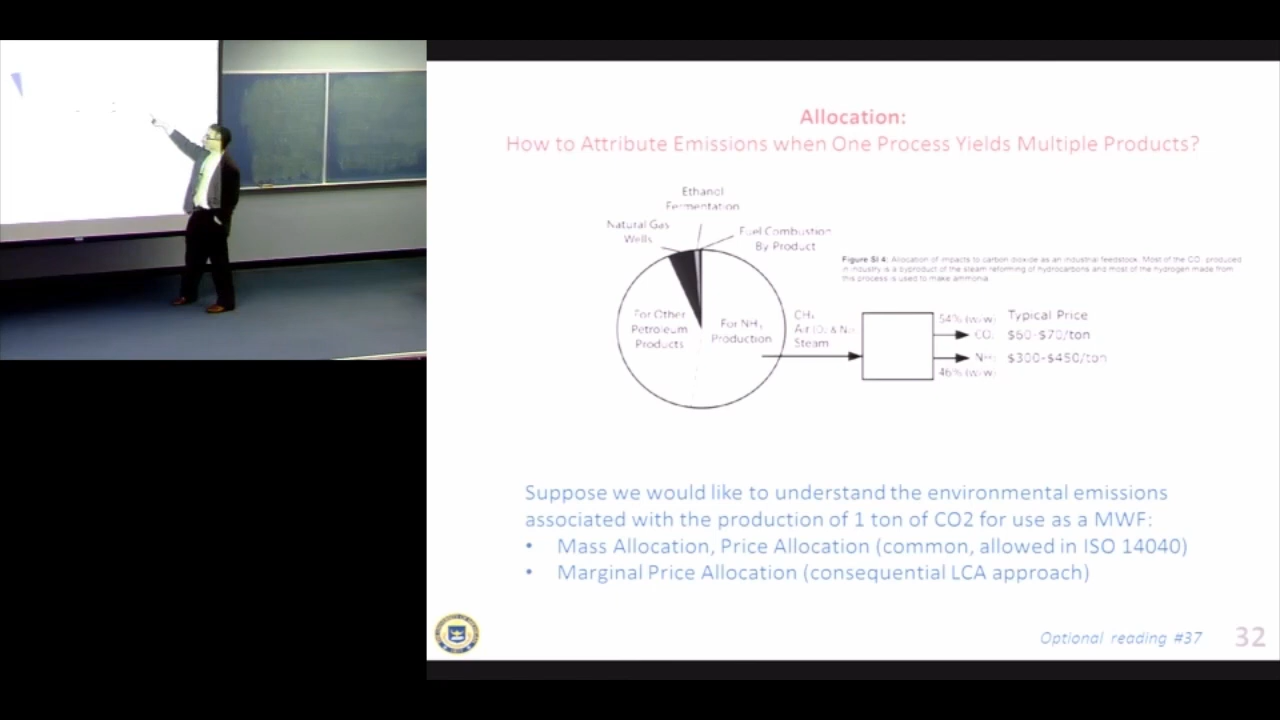 Allocation:
How to Attribute Emissions when One Process Yields Multiple Products?
Ethanol
Fermentation
Natural Gas
Wells
Fuel Combustion
By Product
Figure SI 4: Allocation of impacts to carbon dioxide as an industrial feedstock. Most of the CO₂ produced
in industry is a byproduct of the steam reforming of hydrocarbons and most of the hydrogen made from
this process is used to make ammonia
For Other
Petroleum
Products
For NH₃
Production
CH₄
Air (O₂ & N₂)
Steam
54% (w/w)
CO₂
NH₃
46% (w/w)
Typical Price
$60-$70/ton
$300-$450/ton
Suppose we would like to understand the environmental emissions
associated with the production of 1 ton of CO2 for use as a MWF:
• Mass Allocation, Price Allocation (common, allowed in ISO 14040)
• Marginal Price Allocation (consequential LCA approach)
Optional reading #37
32